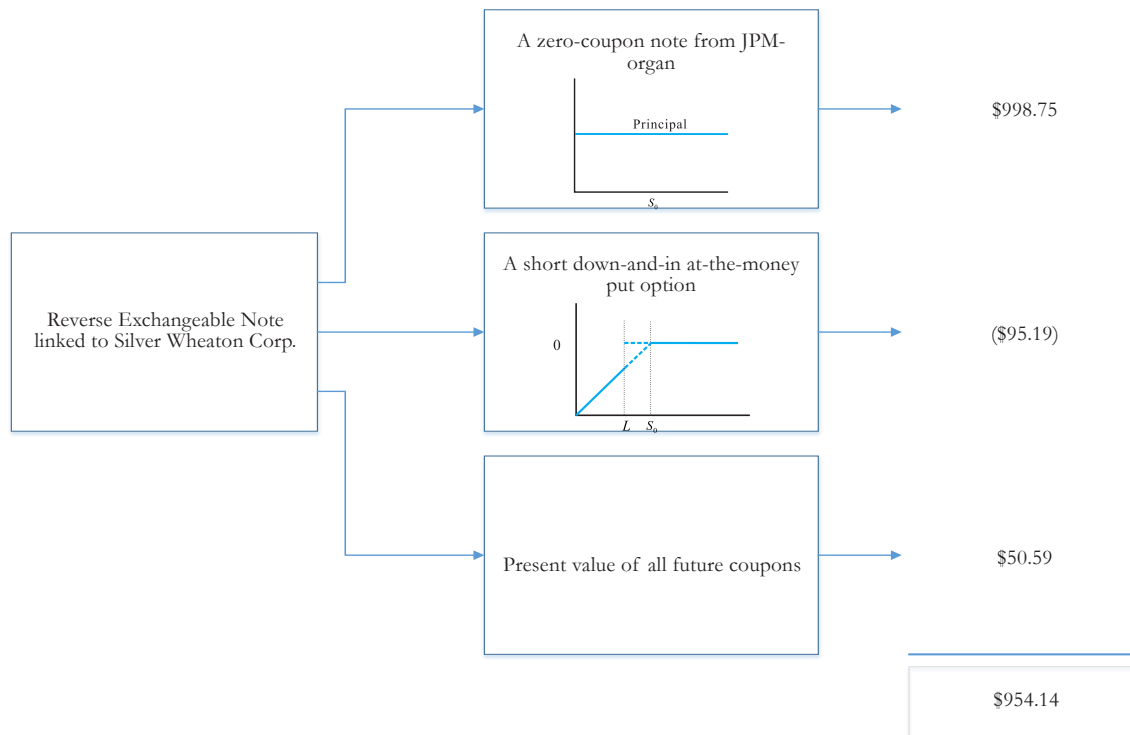 Reverse Exchangeable Note
linked to Silver Wheaton Corp.
A zero-coupon note from JPM-
organ
Principal
S₀
$998.75
A short down-and-in at-the-money
put option
0
L
S₀
($95.19)
Present value of all future coupons
$50.59
$954.14